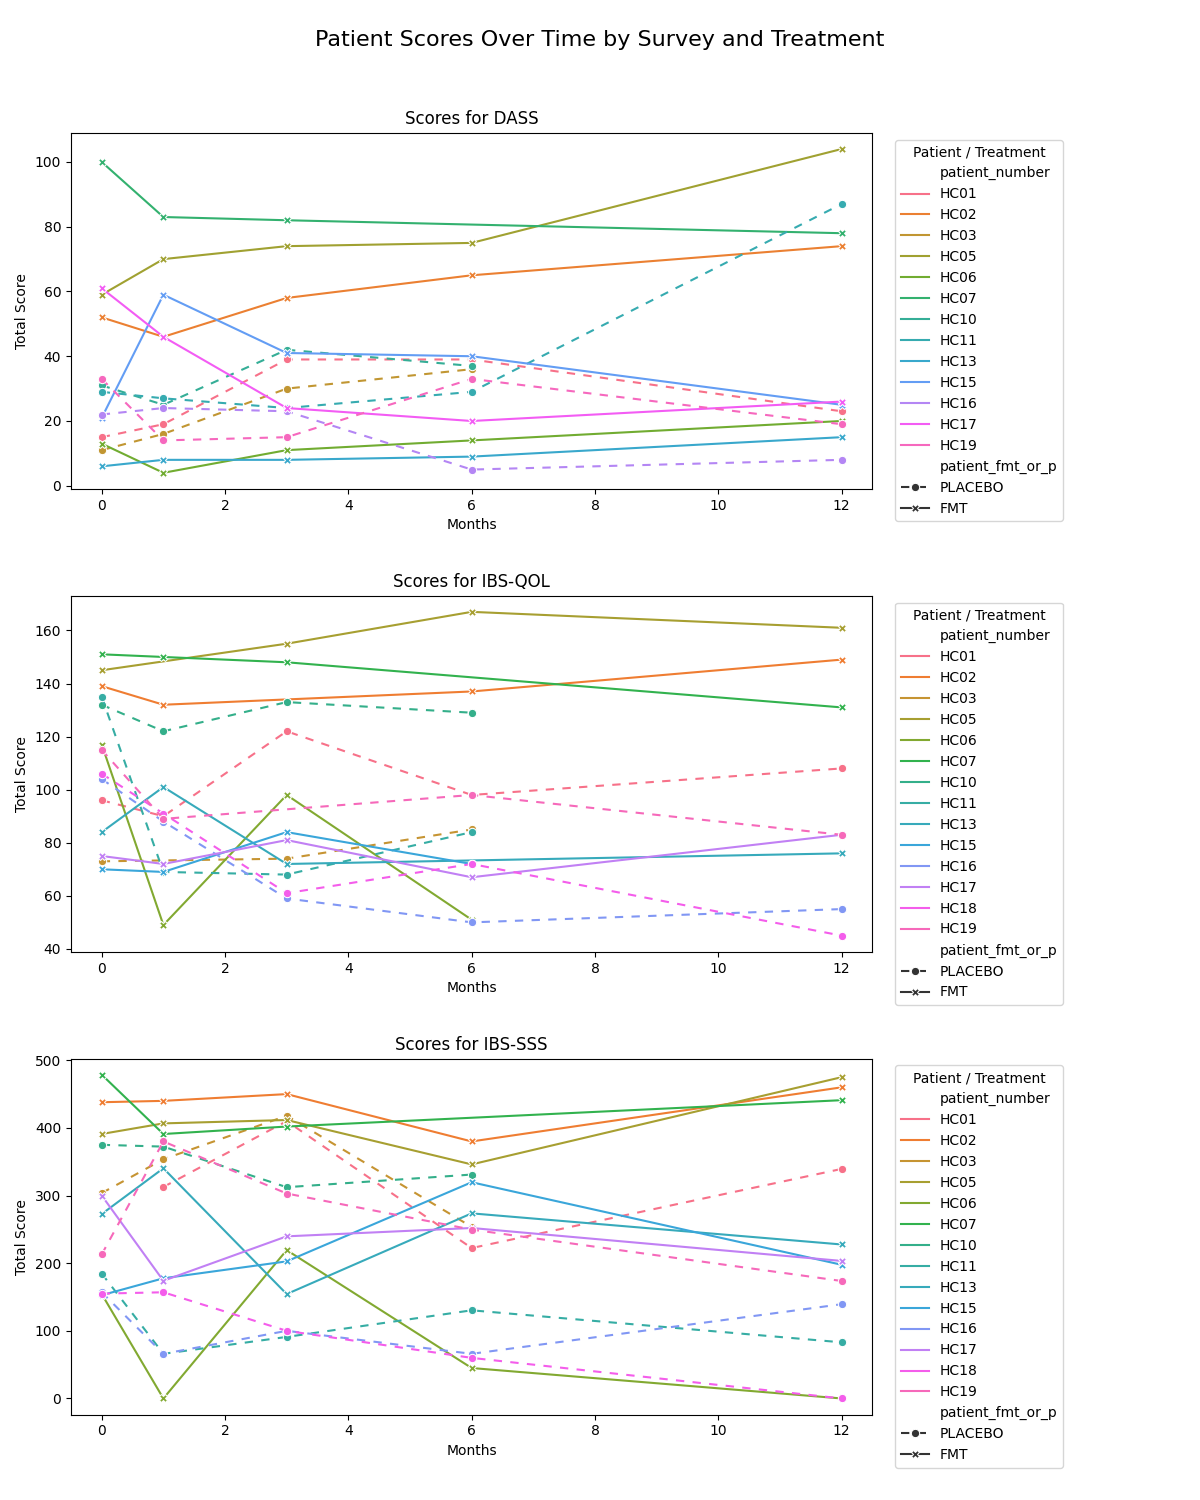 Patient Scores Over Time by Survey and Treatment
Scores for DASS
Total Score
100
80
60
40
20
0
0 2 4 6 8 10 12
Months
Patient / Treatment
patient_number
HC01
HC02
HC03
HC05
HC06
HC07
HC10
HC11
HC13
HC15
HC16
HC17
HC19
patient_fmt_or_p
PLACEBO
FMT
Scores for IBS-QOL
Total Score
160
140
120
100
80
60
40
0 2 4 6 8 10 12
Months
Patient / Treatment
patient_number
HC01
HC02
HC03
HC05
HC06
HC07
HC10
HC11
HC13
HC15
HC16
HC17
HC18
HC19
patient_fmt_or_p
PLACEBO
FMT
Scores for IBS-SSS
Total Score
500
400
300
200
100
0
0 2 4 6 8 10 12
Months
Patient / Treatment
patient_number
HC01
HC02
HC03
HC05
HC06
HC07
HC10
HC11
HC13
HC15
HC16
HC17
HC18
HC19
patient_fmt_or_p
PLACEBO
FMT